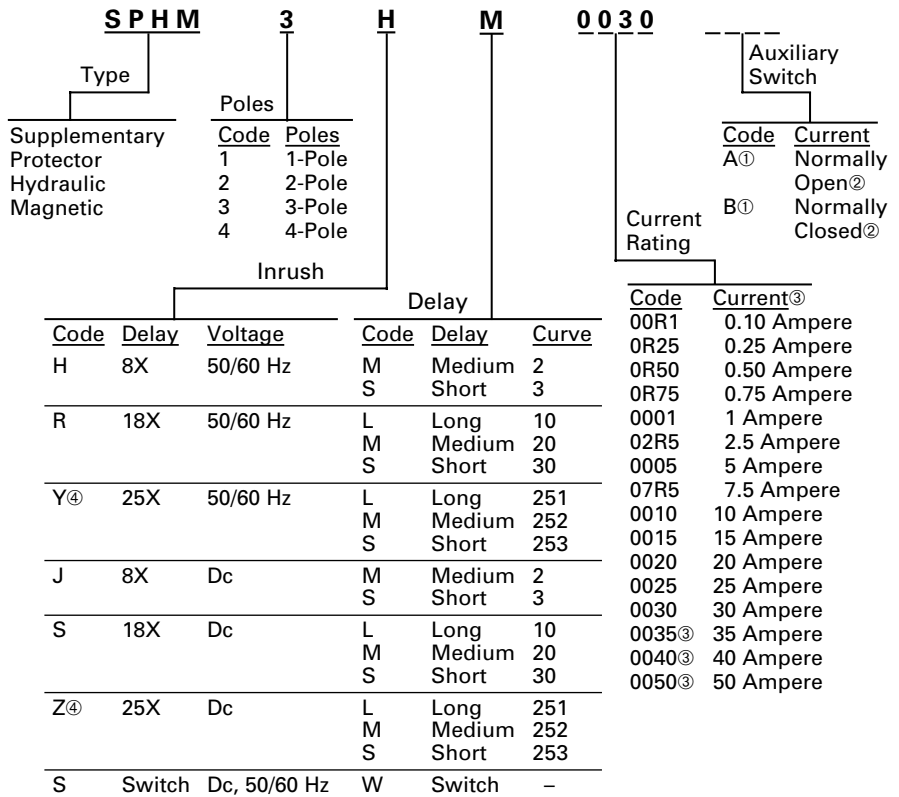 SPHM 3 H M 0030 _ _ _ _
Type
Supplementary
Protector
Hydraulic
Magnetic
Poles
Code Poles
1 1-Pole
2 2-Pole
3 3-Pole
4 4-Pole
Auxiliary
Switch
Code Current
A① Normally
Open②
B① Normally
Closed②
Inrush
Code Delay Voltage
H 8X 50/60 Hz
R 18X 50/60 Hz
Y④ 25X 50/60 Hz
J 8X Dc
S 18X Dc
Z④ 25X Dc
S Switch Dc, 50/60 Hz
Delay
Code Delay Curve
M Medium 2
S Short 3
L Long 10
M Medium 20
S Short 30
L Long 251
M Medium 252
S Short 253
M Medium 2
S Short 3
L Long 10
M Medium 20
S Short 30
L Long 251
M Medium 252
S Short 253
W Switch –
Current
Rating
Code Current③
00R1 0.10 Ampere
0R25 0.25 Ampere
0R50 0.50 Ampere
0R75 0.75 Ampere
0001 1 Ampere
02R5 2.5 Ampere
0005 5 Ampere
07R5 7.5 Ampere
0010 10 Ampere
0015 15 Ampere
0020 20 Ampere
0025 25 Ampere
0030 30 Ampere
0035③ 35 Ampere
0040③ 40 Ampere
0050③ 50 Ampere